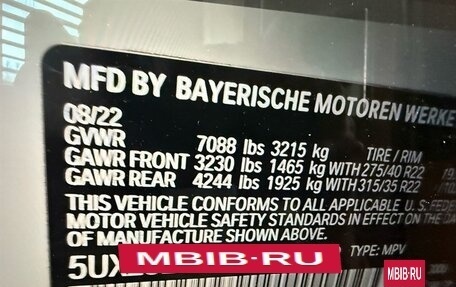 MFD BY BAYERISCHE MOTOREN WERKE
08/22
GVWR 7088 lbs 3215 kg TIRE / RIM
GAWR FRONT 3230 lbs 1465 kg WITH 275/40 R22
GAWR REAR 4244 lbs 1925 kg WITH 315/35 R22
THIS VEHICLE CONFORMS TO ALL APPLICABLE U.S. FEDE
MOTOR VEHICLE SAFETY STANDARDS IN EFFECT ON THE
OF MANUFACTURE SHOWN ABOVE.
5UX TYPE: MPV
MBIB-RU
MBIB.RU